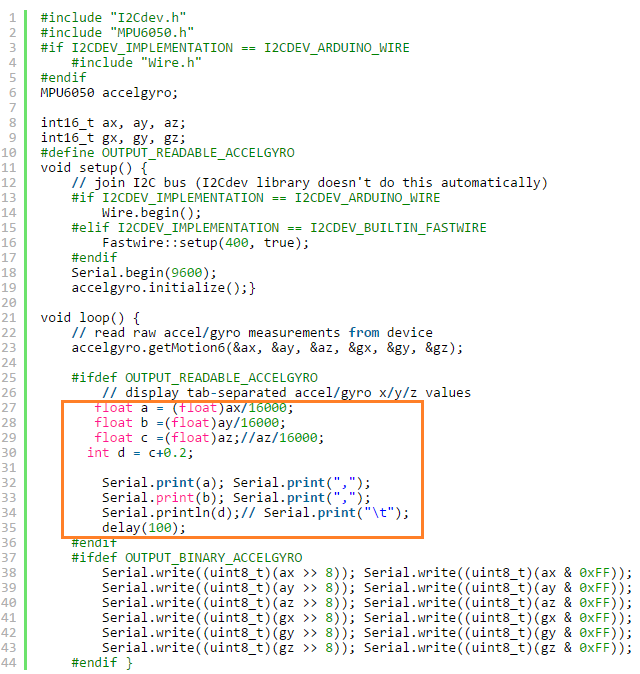 1 #include "I2Cdev.h"
2 #include "MPU6050.h"
3 #if I2CDEV_IMPLEMENTATION == I2CDEV_ARDUINO_WIRE
4 #include "Wire.h"
5 #endif
6 MPU6050 accelgyro;
7
8 int16_t ax, ay, az;
9 int16_t gx, gy, gz;
10 #define OUTPUT_READABLE_ACCELGYRO
11 void setup() {
12 // join I2C bus (I2Cdev library doesn't do this automatically)
13 #if I2CDEV_IMPLEMENTATION == I2CDEV_ARDUINO_WIRE
14 Wire.begin();
15 #elif I2CDEV_IMPLEMENTATION == I2CDEV_BUILTIN_FASTWIRE
16 Fastwire::setup(400, true);
17 #endif
18 Serial.begin(9600);
19 accelgyro.initialize();}
20
21 void loop() {
22 // read raw accel/gyro measurements from device
23 accelgyro.getMotion6(&ax, &ay, &az, &gx, &gy, &gz);
24
25 #ifdef OUTPUT_READABLE_ACCELGYRO
26 // display tab-separated accel/gyro x/y/z values
27 float a = (float)ax/16000;
28 float b =(float)ay/16000;
29 float c =(float)az;//az/16000;
30 int d = c+0.2;
31
32 Serial.print(a); Serial.print(",");
33 Serial.print(b); Serial.print(",");
34 Serial.println(d);// Serial.print("\t");
35 delay(100);
36 #endif
37 #ifdef OUTPUT_BINARY_ACCELGYRO
38 Serial.write((uint8_t)(ax >> 8)); Serial.write((uint8_t)(ax & 0xFF));
39 Serial.write((uint8_t)(ay >> 8)); Serial.write((uint8_t)(ay & 0xFF));
40 Serial.write((uint8_t)(az >> 8)); Serial.write((uint8_t)(az & 0xFF));
41 Serial.write((uint8_t)(gx >> 8)); Serial.write((uint8_t)(gx & 0xFF));
42 Serial.write((uint8_t)(gy >> 8)); Serial.write((uint8_t)(gy & 0xFF));
43 Serial.write((uint8_t)(gz >> 8)); Serial.write((uint8_t)(gz & 0xFF));
44 #endif }